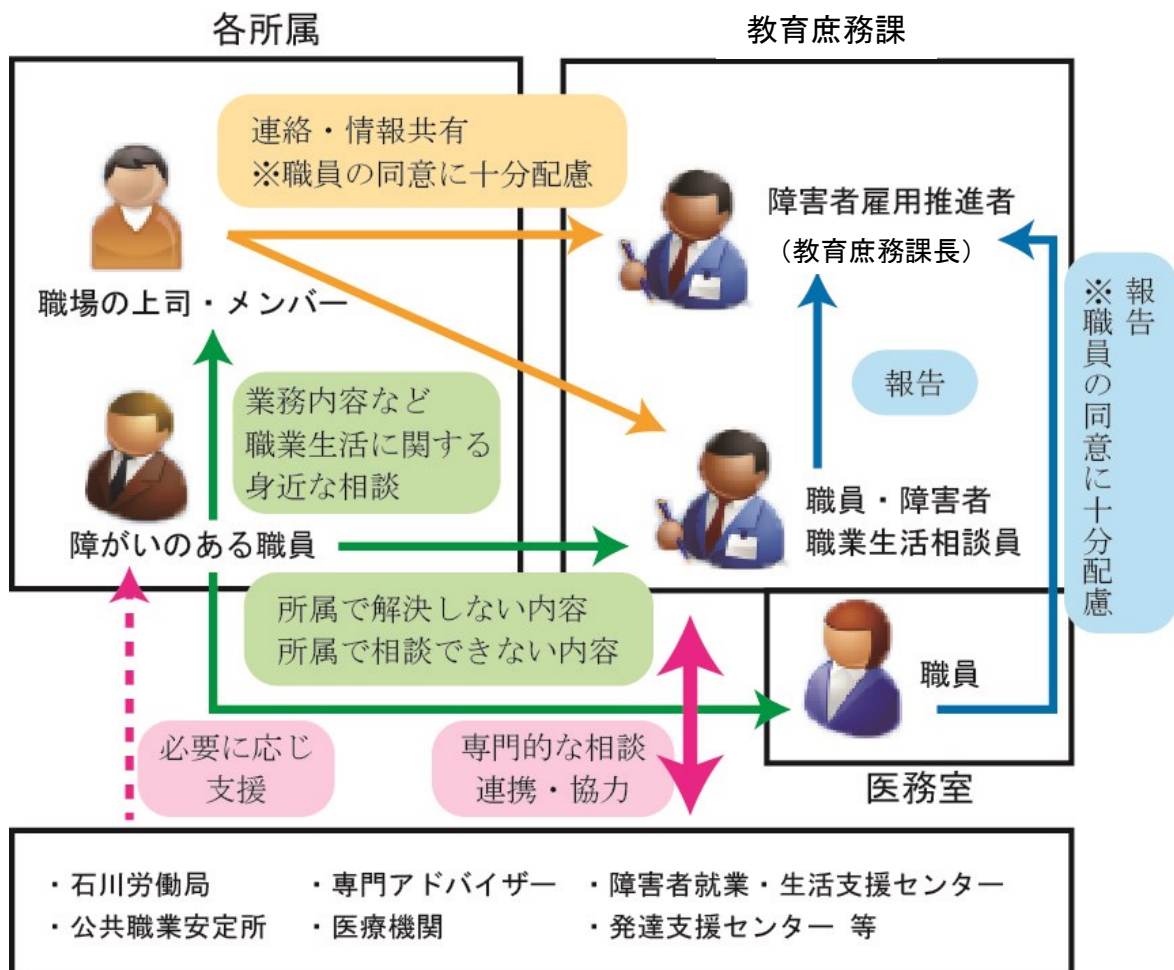 各所属
教育庶務課
連絡・情報共有
※職員の同意に十分配慮
障害者雇用推進者
（教育庶務課長）
職場の上司・メンバー
報告
※職員の同意に十分配慮
報告
業務内容など
職業生活に関する
身近な相談
職員・障害者
職業生活相談員
障がいのある職員
所属で解決しない内容
所属で相談できない内容
職員
必要に応じ
支援
専門的な相談
連携・協力
医務室
・石川労働局
・専門アドバイザー
・障害者就業・生活支援センター
・公共職業安定所
・医療機関
・発達支援センター 等